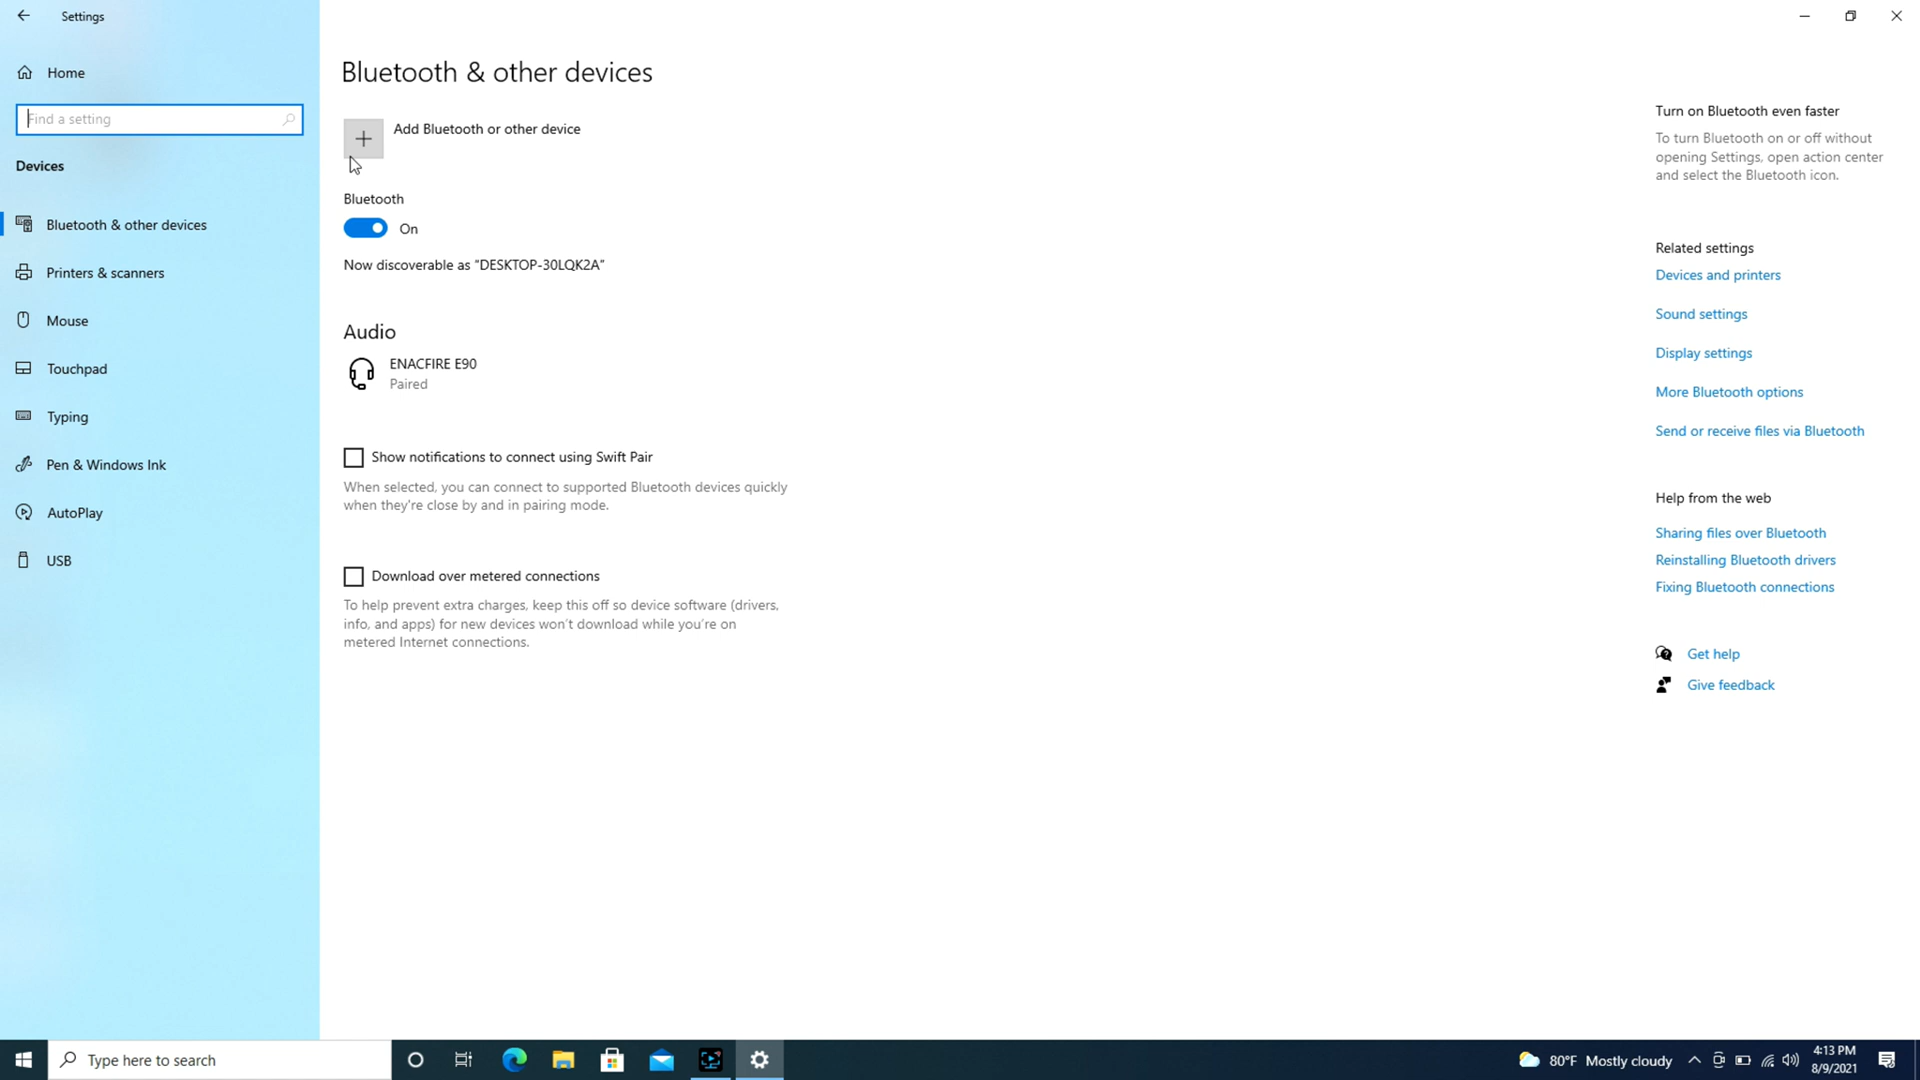 Settings
Home
Find a setting
Devices
Bluetooth & other devices
Printers & scanners
Mouse
Touchpad
Typing
Pen & Windows Ink
AutoPlay
USB
Bluetooth & other devices
Add Bluetooth or other device
Bluetooth
On
Now discoverable as "DESKTOP-30LQK2A"
Audio
ENACFIRE E90
Paired
Show notifications to connect using Swift Pair
When selected, you can connect to supported Bluetooth devices quickly
when they're close by and in pairing mode.
Download over metered connections
To help prevent extra charges, keep this off so device software (drivers,
info, and apps) for new devices won't download while you're on
metered Internet connections.
Turn on Bluetooth even faster
To turn Bluetooth on or off without
opening Settings, open action center
and select the Bluetooth icon.
Related settings
Devices and printers
Sound settings
Display settings
More Bluetooth options
Send or receive files via Bluetooth
Help from the web
Sharing files over Bluetooth
Reinstalling Bluetooth drivers
Fixing Bluetooth connections
Get help
Give feedback
Type here to search
80°F Mostly cloudy
4:13 PM
8/9/2021